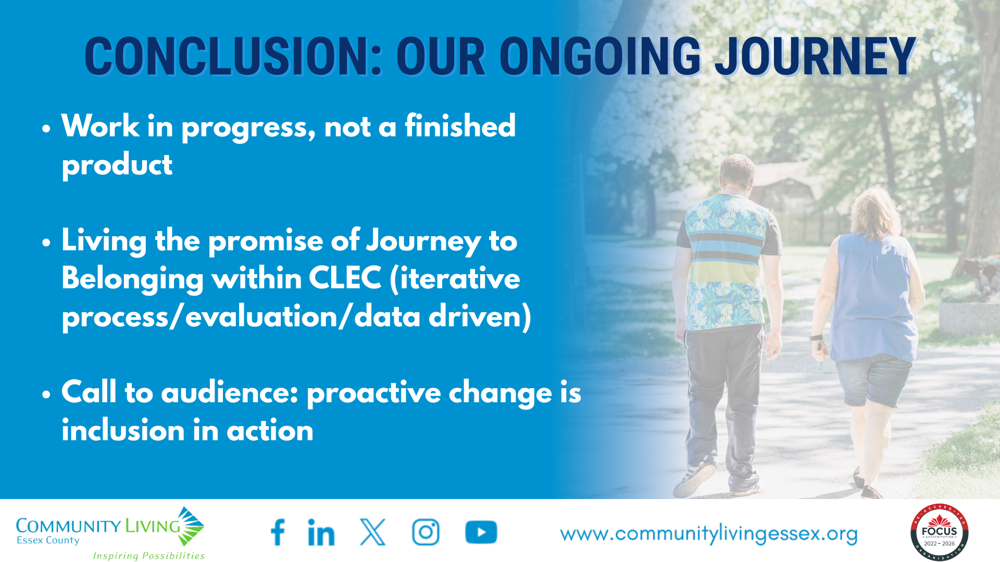 CONCLUSION: OUR ONGOING JOURNEY
• Work in progress, not a finished
product
• Living the promise of Journey to
Belonging within CLEC (iterative
process/evaluation/data driven)
• Call to audience: proactive change is
inclusion in action
COMMUNITY LIVING
Essex County
Inspiring Possibilities
www.communitylivingessex.org
RE-ACCREDITED
FOCUS
ACCREDITATION
2022 - 2026
ORGANIZATION